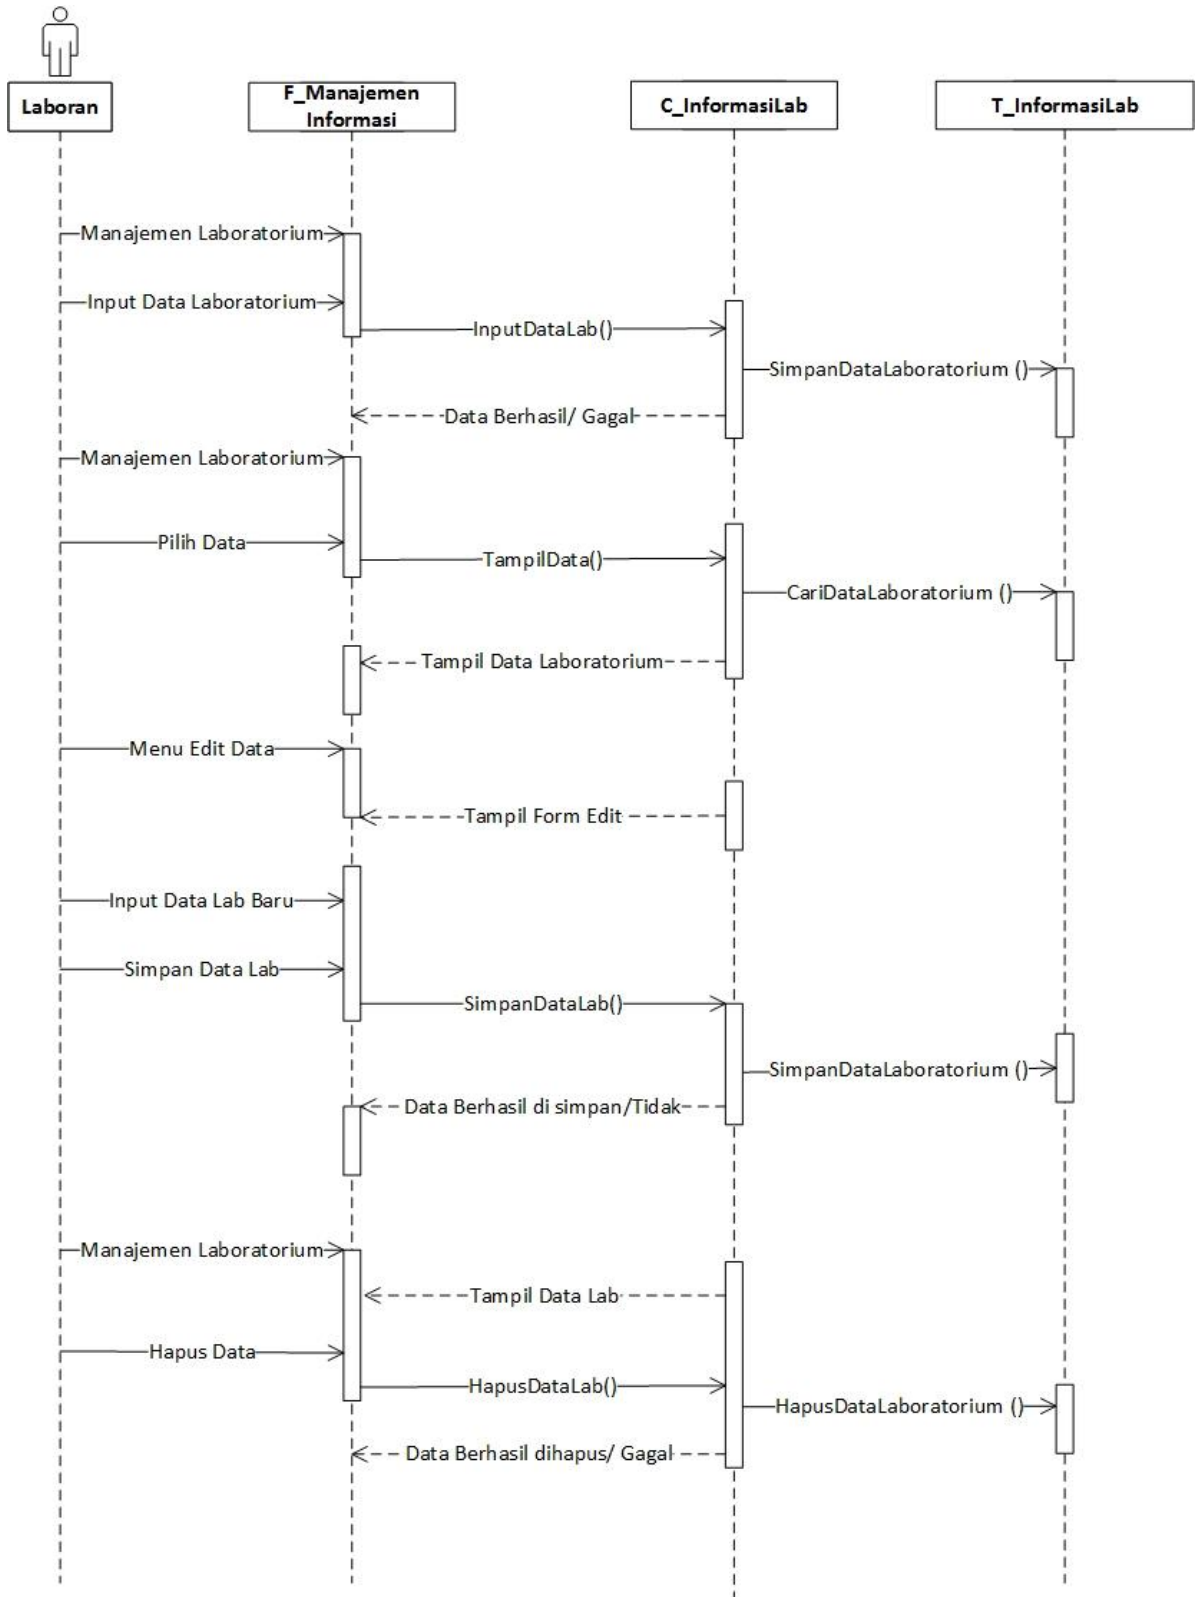 Laboran
F_Manajemen
Informasi
C_InformasiLab
T_InformasiLab
Manajemen Laboratorium
Input Data Laboratorium
InputDataLab()
SimpanDataLaboratorium ()
Data Berhasil/ Gagal
Manajemen Laboratorium
Pilih Data
TampilData()
CariDataLaboratorium ()
Tampil Data Laboratorium
Menu Edit Data
Tampil Form Edit
Input Data Lab Baru
Simpan Data Lab
SimpanDataLab()
SimpanDataLaboratorium ()
Data Berhasil di simpan/Tidak
Manajemen Laboratorium
Tampil Data Lab
Hapus Data
HapusDataLab()
HapusDataLaboratorium ()
Data Berhasil dihapus/ Gagal